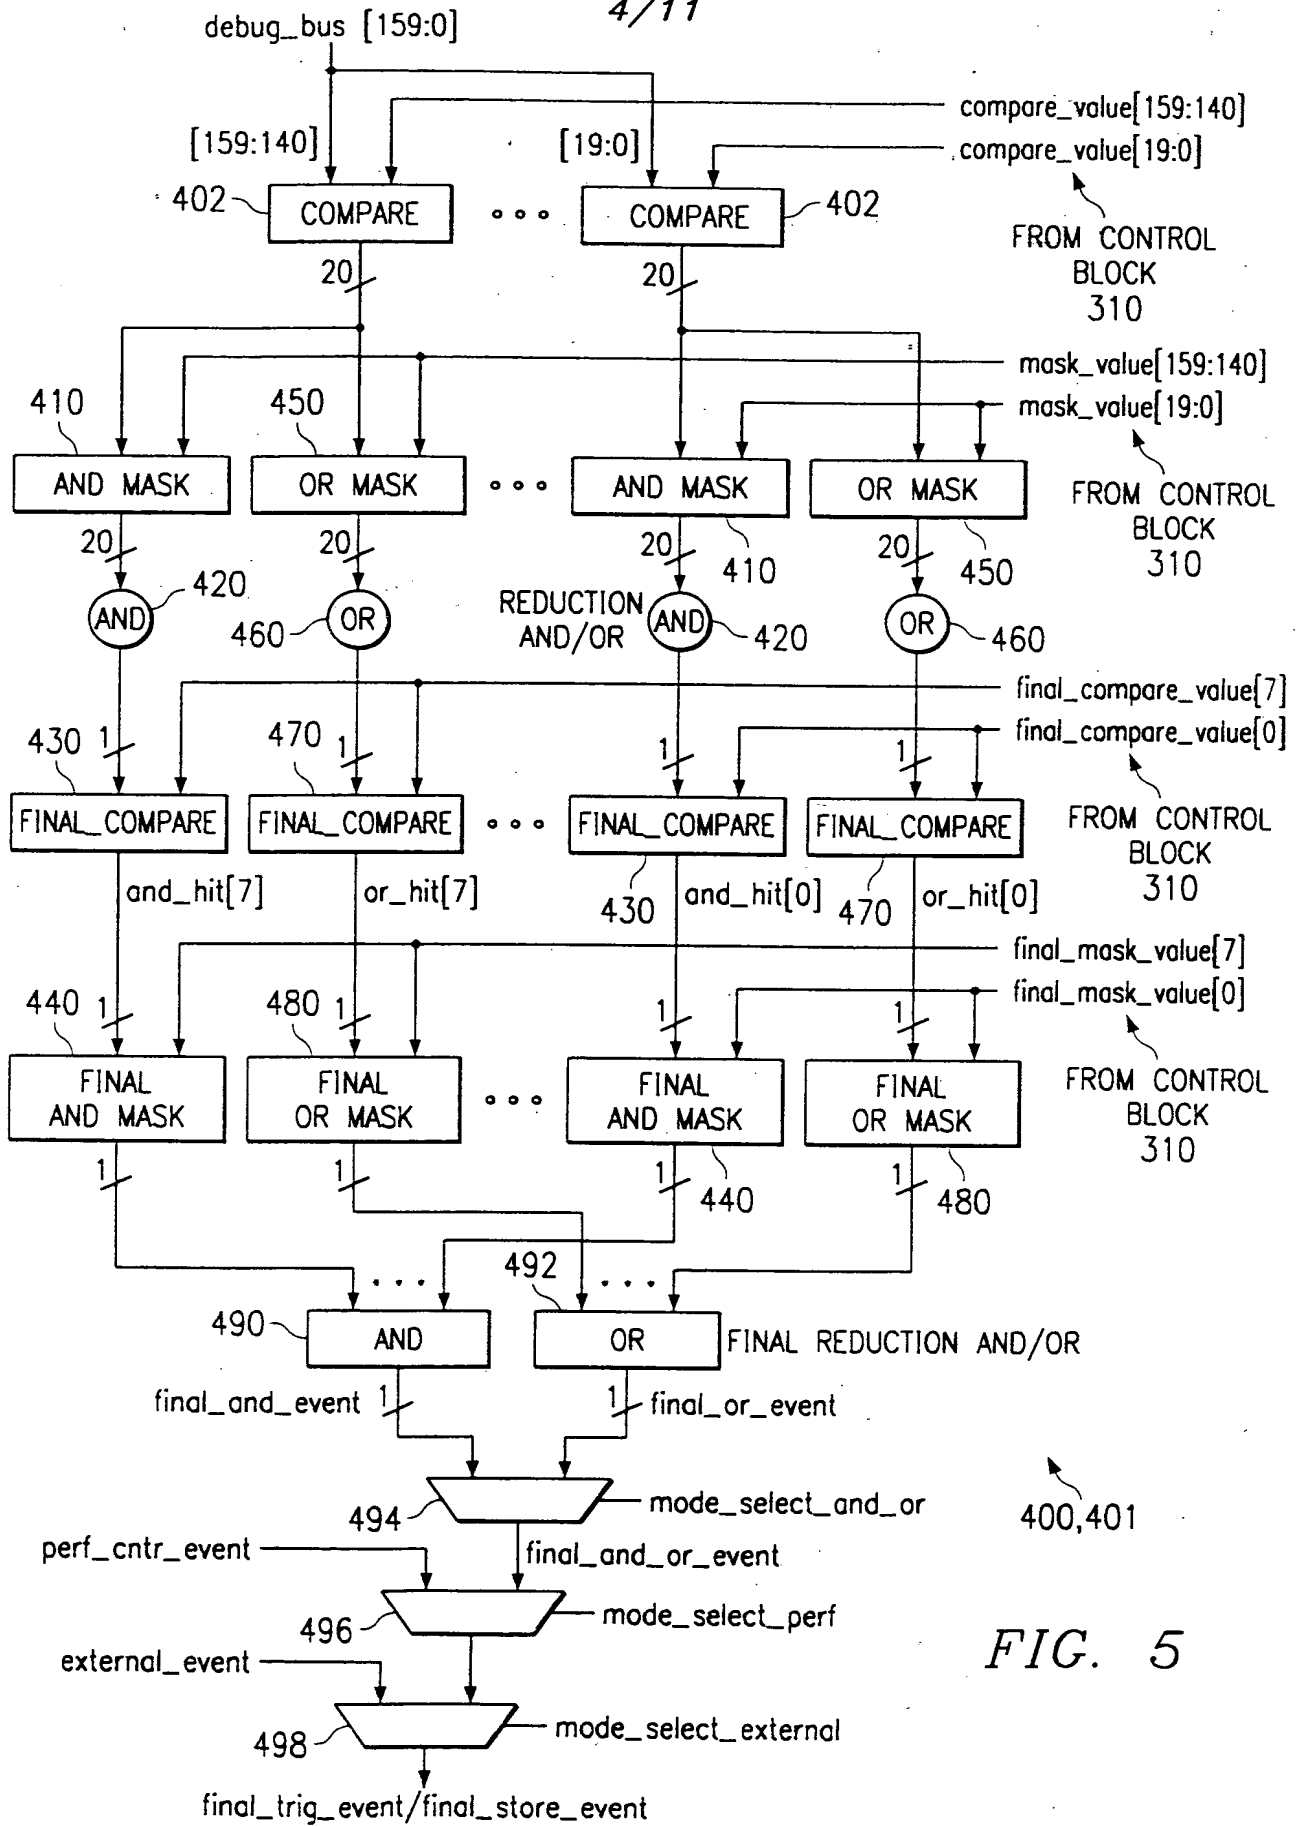 4/11
debug_bus [159:0]
compare_value[159:140]
[159:140] [19:0]
compare_value[19:0]
402 COMPARE COMPARE 402
FROM CONTROL
BLOCK
310
20 20
mask_value[159:140]
410 450
mask_value[19:0]
AND MASK OR MASK AND MASK OR MASK
FROM CONTROL
BLOCK
310
20 20 20 410 20 450
420
AND 460 OR
REDUCTION
AND/OR
AND 420 OR 460
final_compare_value[7]
final_compare_value[0]
430 1 470 1 1 1
FINAL_COMPARE FINAL_COMPARE FINAL_COMPARE FINAL_COMPARE
FROM CONTROL
BLOCK
310
and_hit[7] or_hit[7] 430 and_hit[0] 470 or_hit[0]
final_mask_value[7]
final_mask_value[0]
440 1 480 1 1 1
FINAL
AND MASK
FINAL
OR MASK
FINAL
AND MASK
FINAL
OR MASK
FROM CONTROL
BLOCK
310
1 1 1 440 1 480
492
490 AND OR FINAL REDUCTION AND/OR
final_and_event 1 1 final_or_event
494 mode_select_and_or
400,401
perf_cntr_event final_and_or_event
496 mode_select_perf
external_event
FIG. 5
498 mode_select_external
final_trig_event/final_store_event